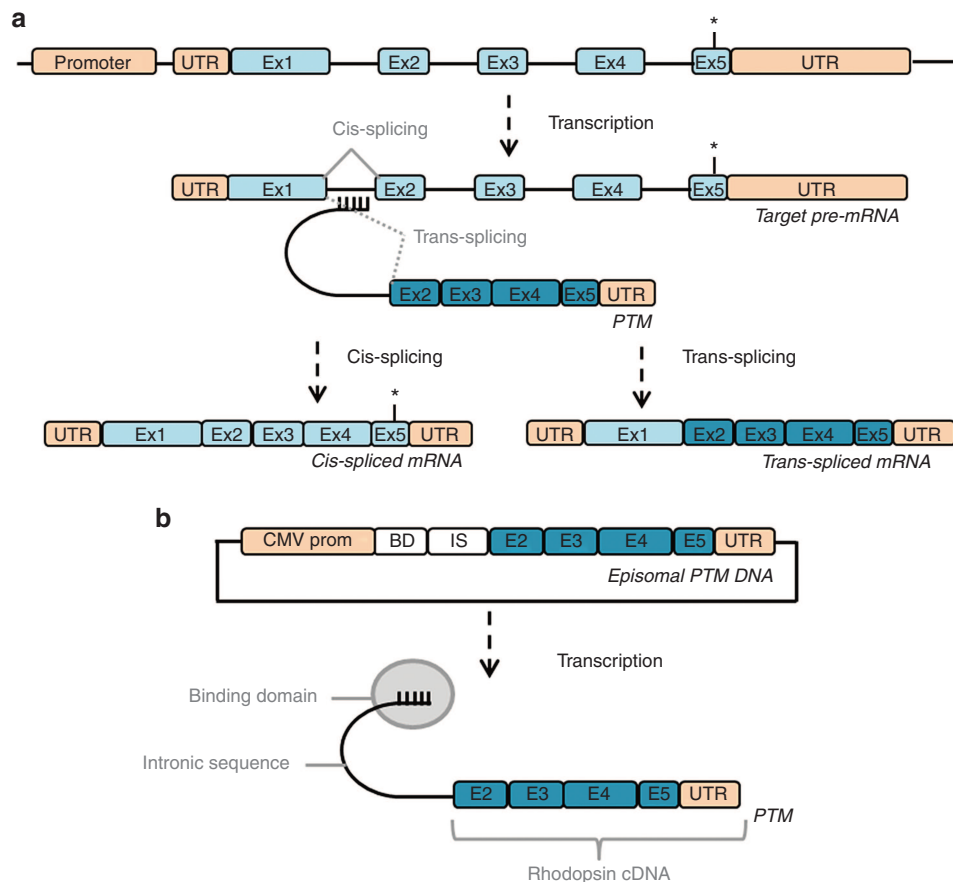 a
*
Promoter UTR Ex1 Ex2 Ex3 Ex4 Ex5 UTR
Transcription
Cis-splicing
*
UTR Ex1 Ex2 Ex3 Ex4 Ex5 UTR
Target pre-mRNA
Trans-splicing
Ex2 Ex3 Ex4 Ex5 UTR
PTM
Cis-splicing Trans-splicing
*
UTR Ex1 Ex2 Ex3 Ex4 Ex5 UTR
Cis-spliced mRNA
UTR Ex1 Ex2 Ex3 Ex4 Ex5 UTR
Trans-spliced mRNA
b
CMV prom BD IS E2 E3 E4 E5 UTR
Episomal PTM DNA
Transcription
Binding domain
Intronic sequence
E2 E3 E4 E5 UTR
PTM
Rhodopsin cDNA